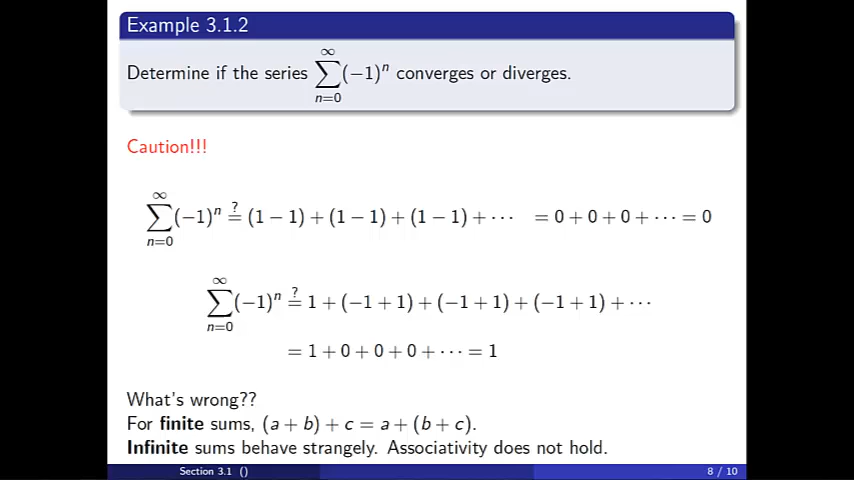 Example 3.1.2
Determine if the series $\sum_{n=0}^{\infty}(-1)^n$ converges or diverges.
Caution!!!
$\sum_{n=0}^{\infty}(-1)^n \stackrel{?}{=} (1-1)+(1-1)+(1-1)+\cdots = 0+0+0+\cdots = 0$
$\sum_{n=0}^{\infty}(-1)^n \stackrel{?}{=} 1+(-1+1)+(-1+1)+(-1+1)+\cdots$
$= 1+0+0+0+\cdots = 1$
What's wrong??
For finite sums, $(a+b)+c = a+(b+c)$.
Infinite sums behave strangely. Associativity does not hold.
Section 3.1 () 8 / 10